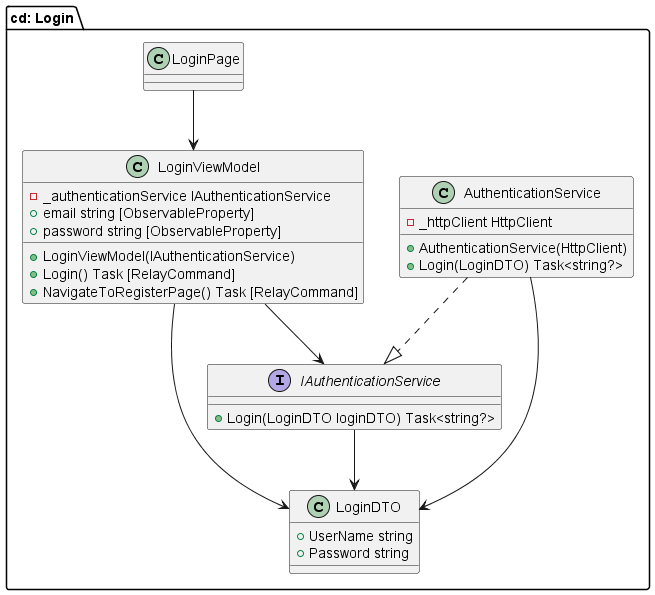 cd: Login
C LoginPage
C LoginViewModel
_authenticationService IAuthenticationService
email string [ObservableProperty]
password string [ObservableProperty]
LoginViewModel(IAuthenticationService)
Login() Task [RelayCommand]
NavigateToRegisterPage() Task [RelayCommand]
C AuthenticationService
_httpClient HttpClient
AuthenticationService(HttpClient)
Login(LoginDTO) Task<string?>
I IAuthenticationService
Login(LoginDTO loginDTO) Task<string?>
C LoginDTO
UserName string
Password string